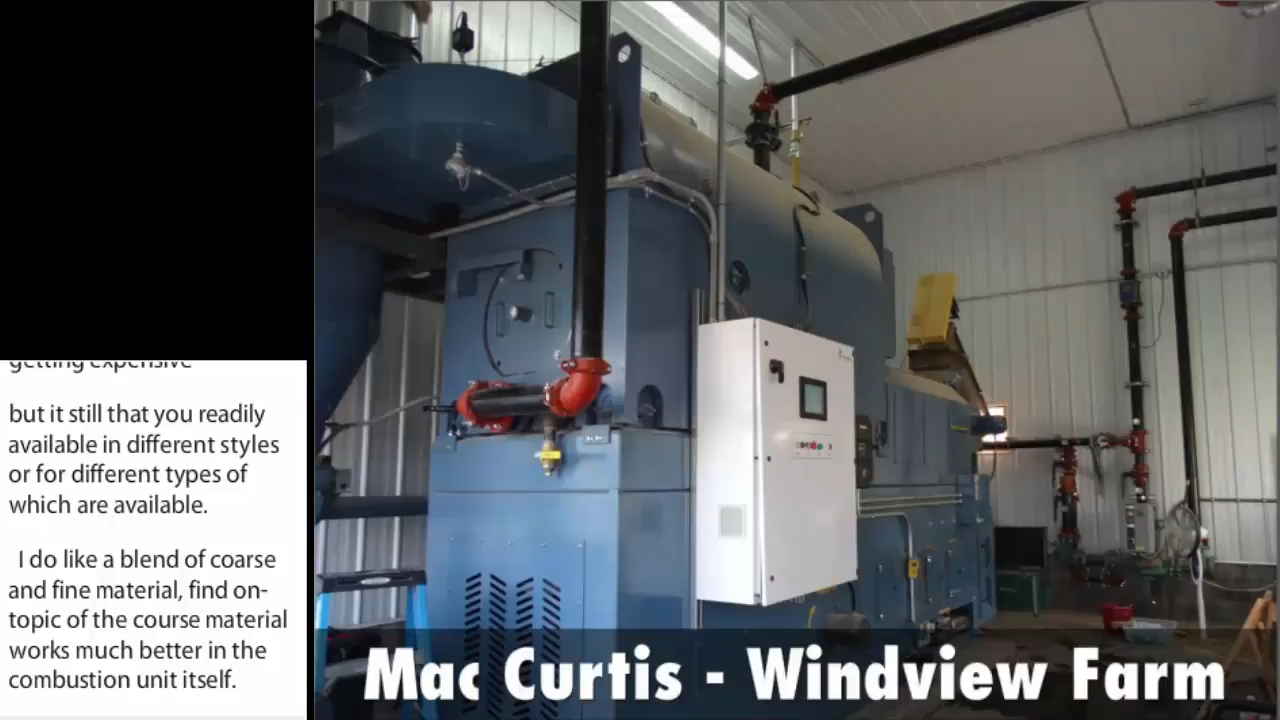 getting expensive
but it still that you readily
available in different styles
or for different types of
which are available.
I do like a blend of coarse
and fine material, find on-
topic of the course material
works much better in the
combustion unit itself.
Mac Curtis - Windview Farm